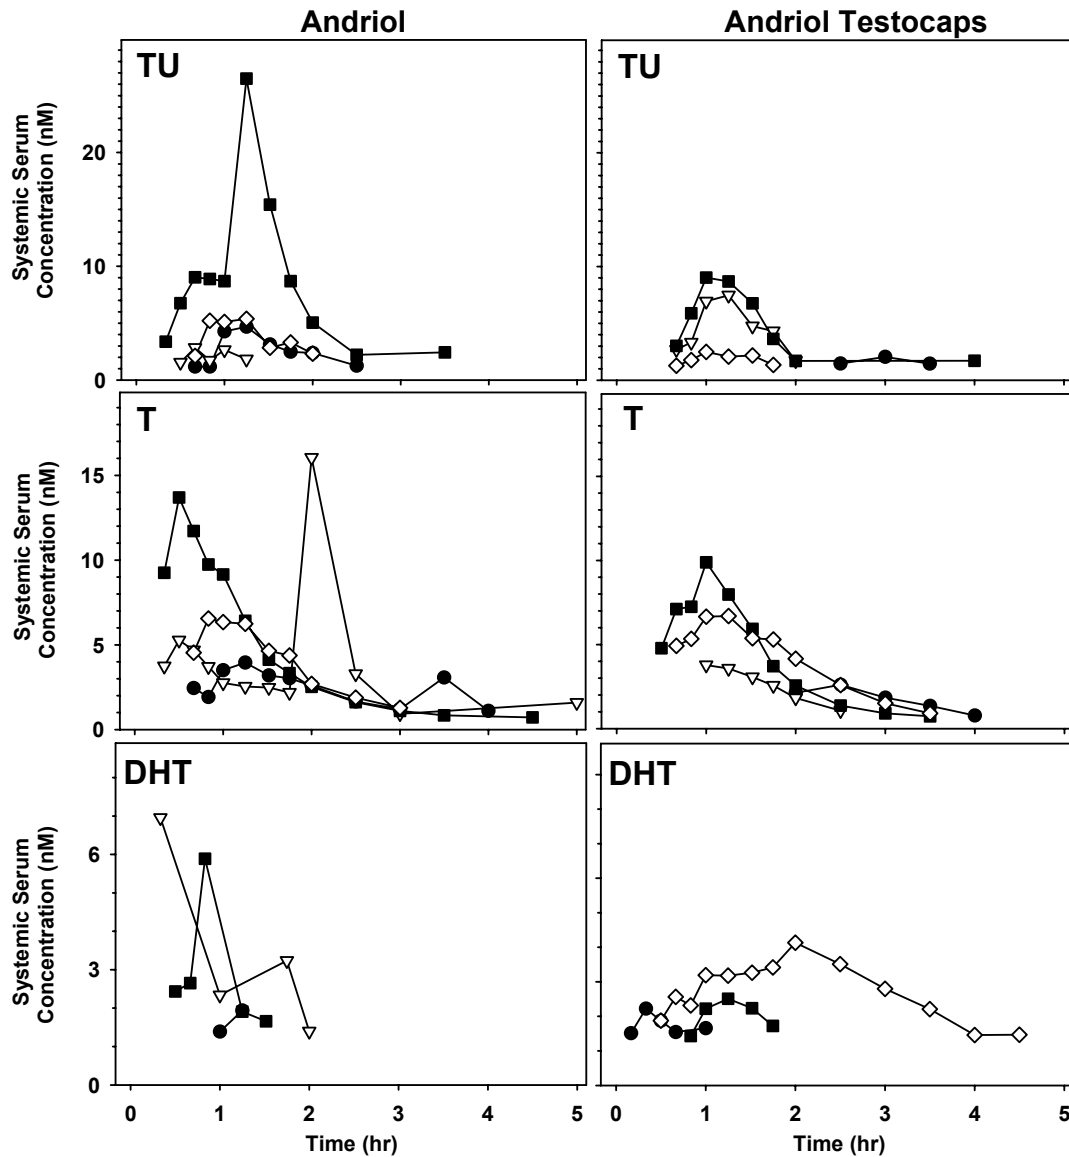 Andriol Andriol Testocaps
TU TU
Systemic Serum
Concentration (nM)
20
10
0
T T
Systemic Serum
Concentration (nM)
15
10
5
0
DHT DHT
Systemic Serum
Concentration (nM)
6
3
0
0 1 2 3 4 5 0 1 2 3 4 5
Time (hr) Time (hr)